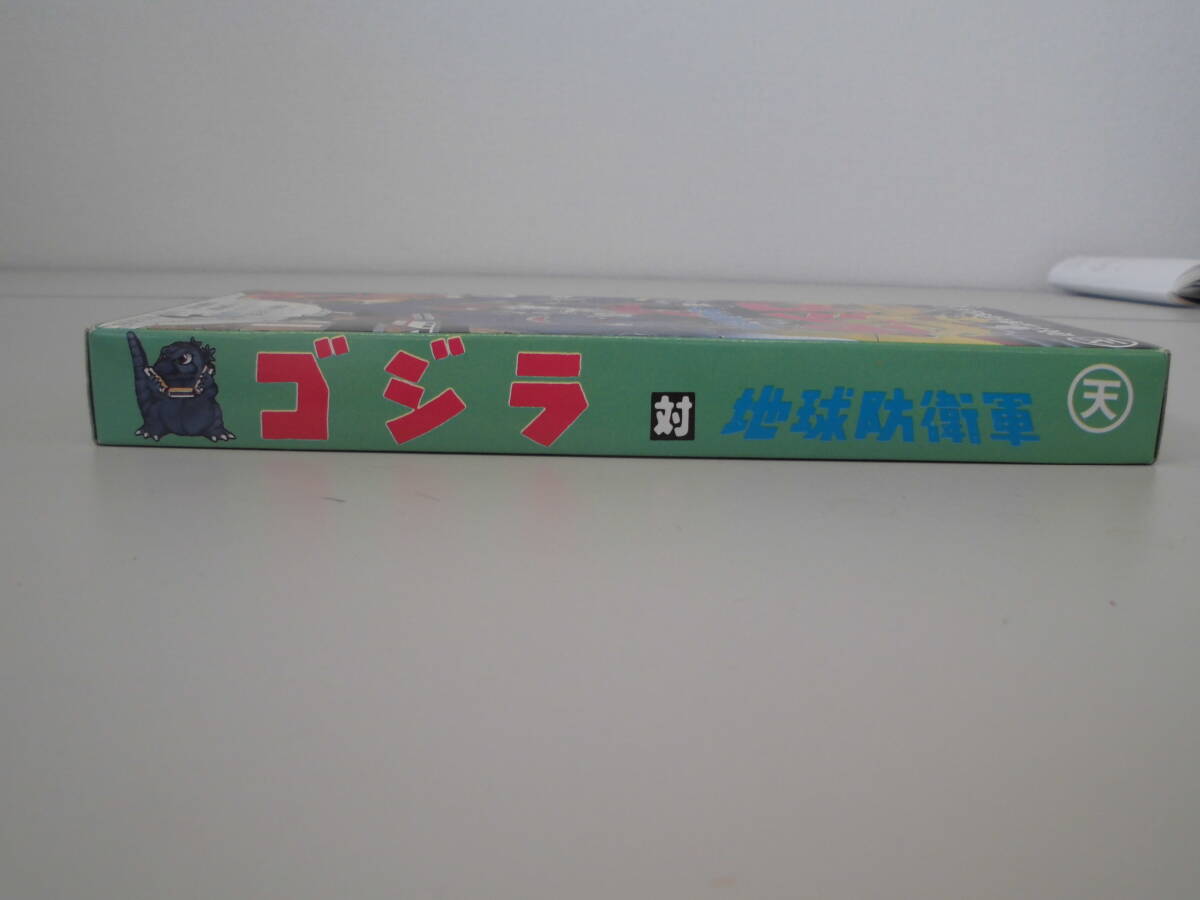 ゴジラ 対 地球防衛軍 天